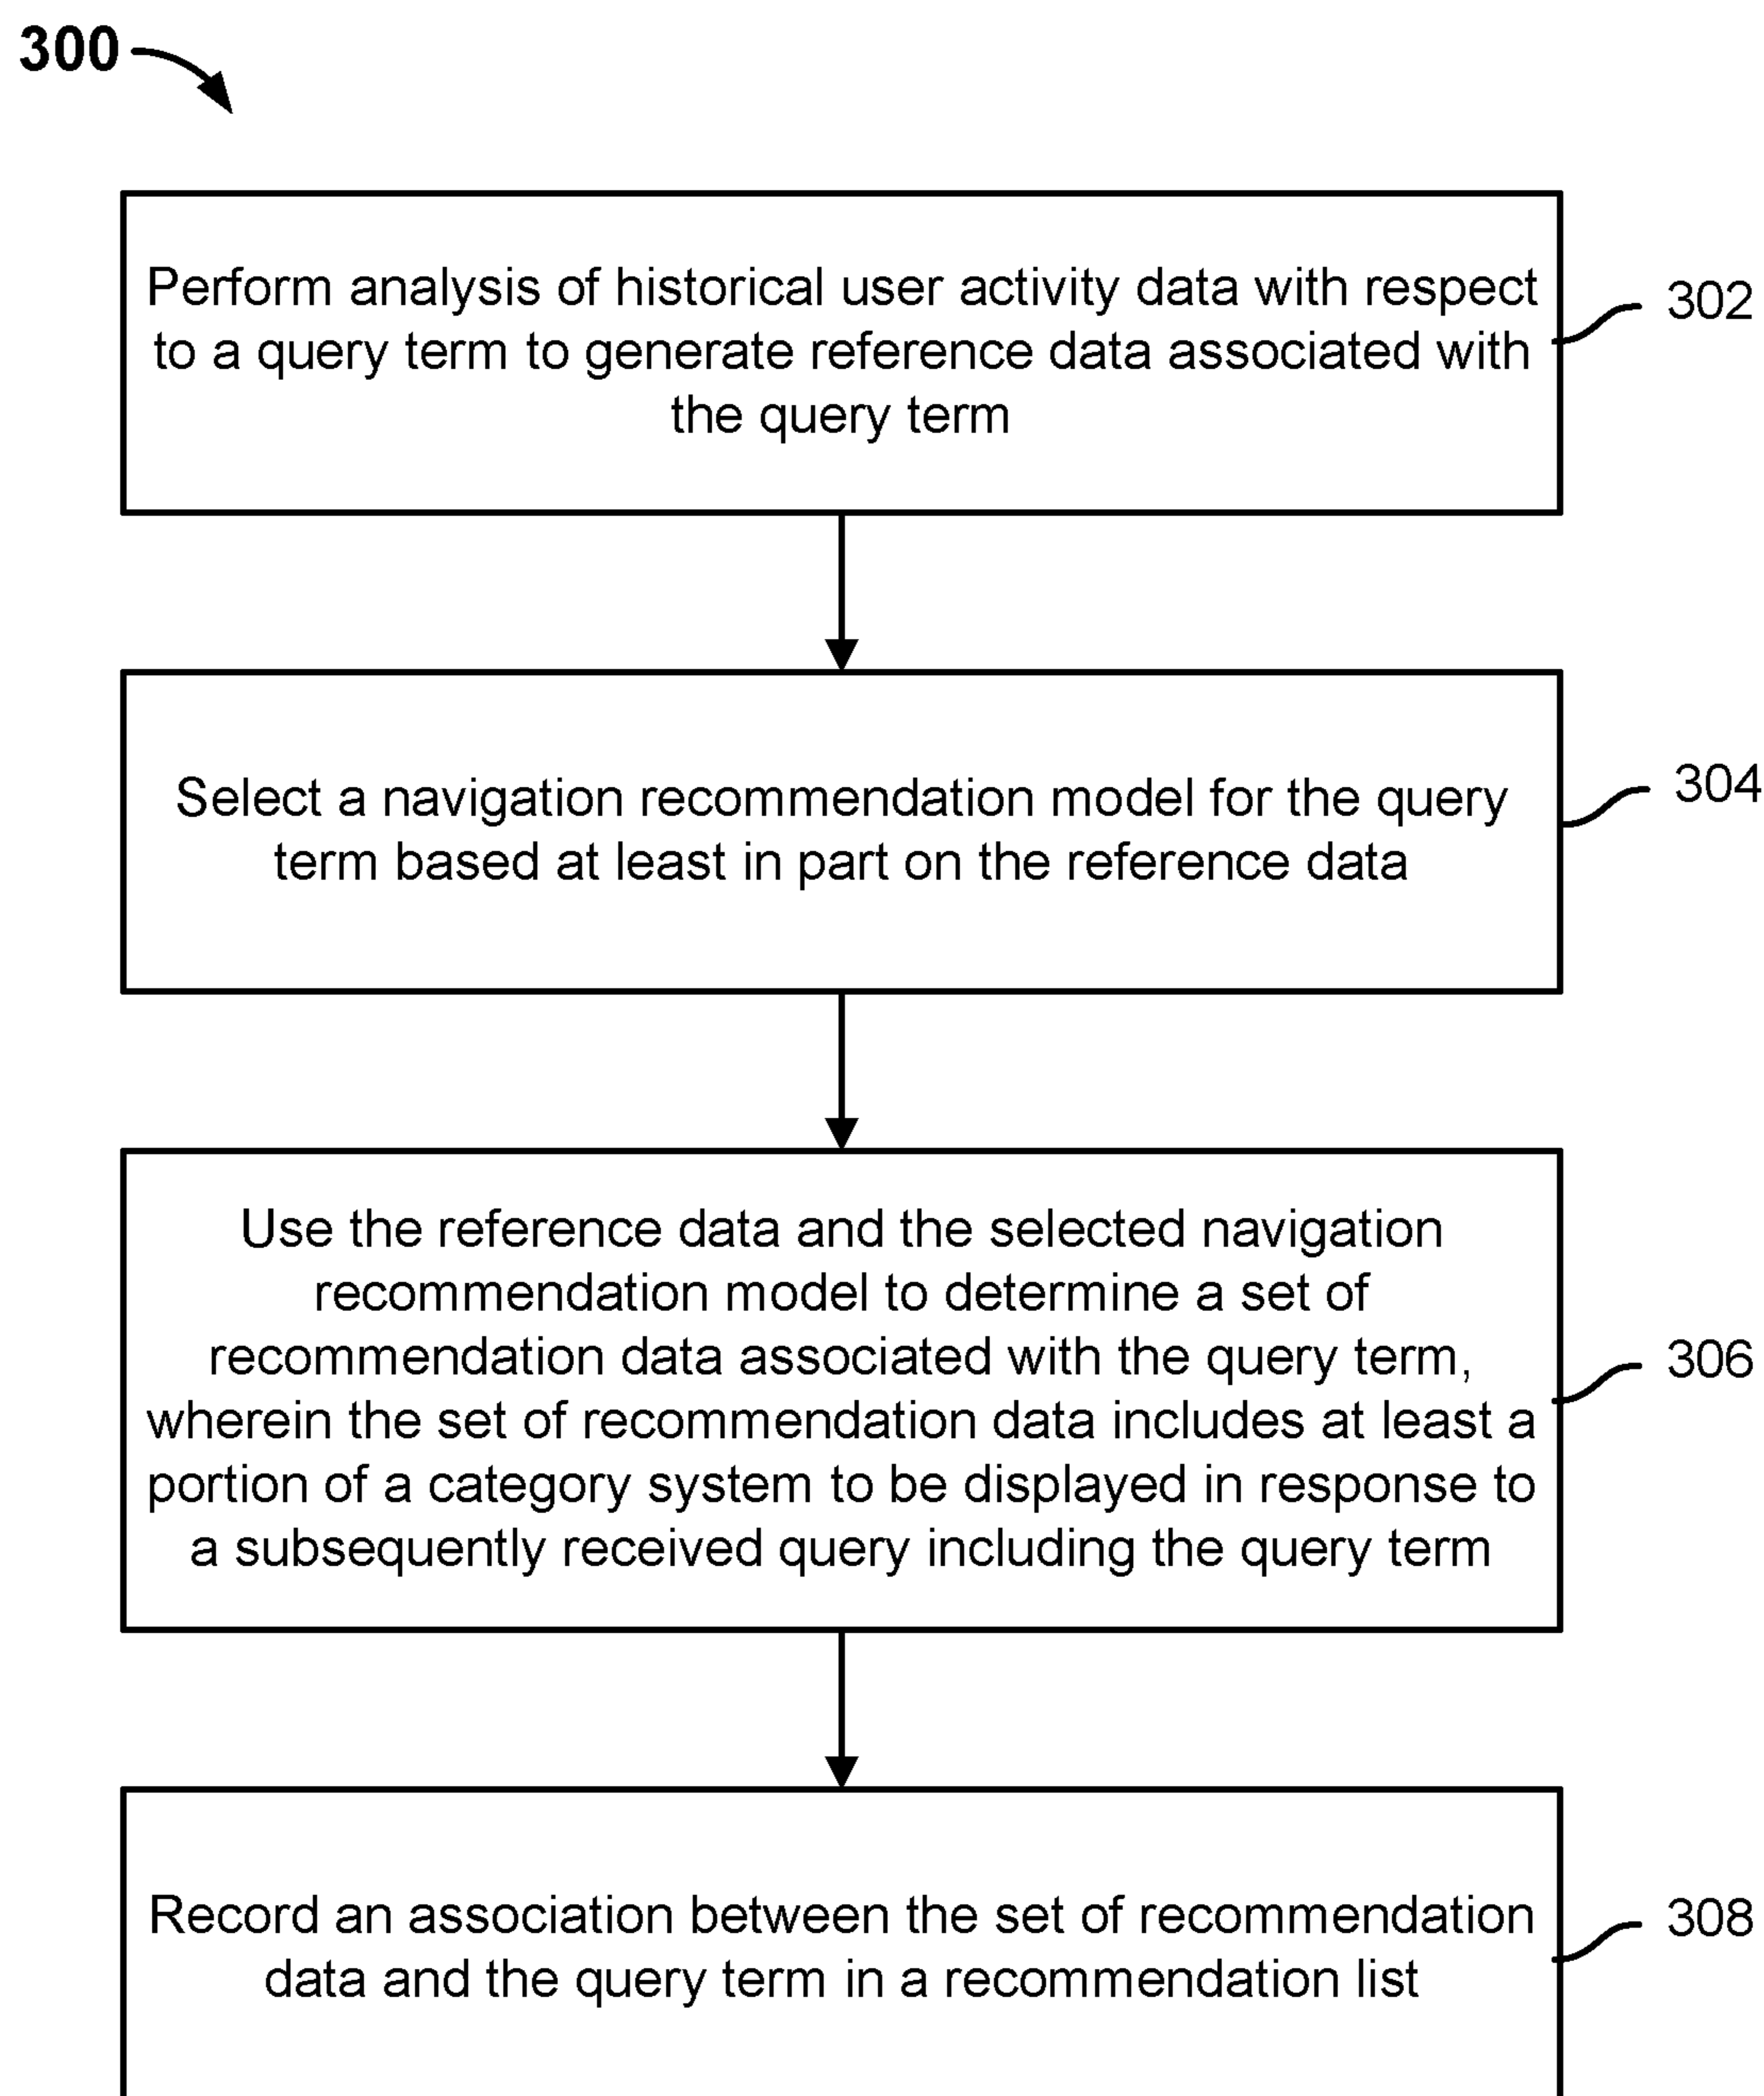 300
Perform analysis of historical user activity data with respect
to a query term to generate reference data associated with
the query term
302
Select a navigation recommendation model for the query
term based at least in part on the reference data
304
Use the reference data and the selected navigation
recommendation model to determine a set of
recommendation data associated with the query term,
wherein the set of recommendation data includes at least a
portion of a category system to be displayed in response to
a subsequently received query including the query term
306
Record an association between the set of recommendation
data and the query term in a recommendation list
308